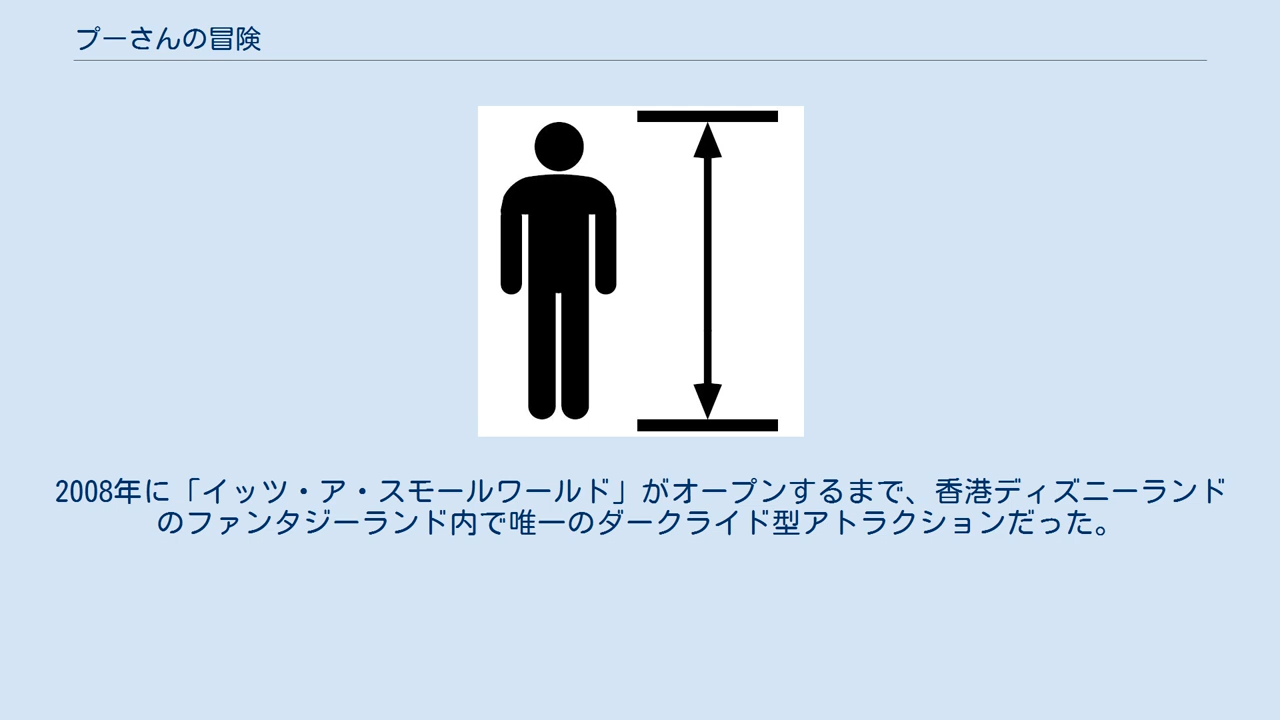 プーさんの冒険
2008年に「イッツ・ア・スモールワールド」がオープンするまで、香港ディズニーランド
のファンタジーランド内で唯一のダークライド型アトラクションだった。